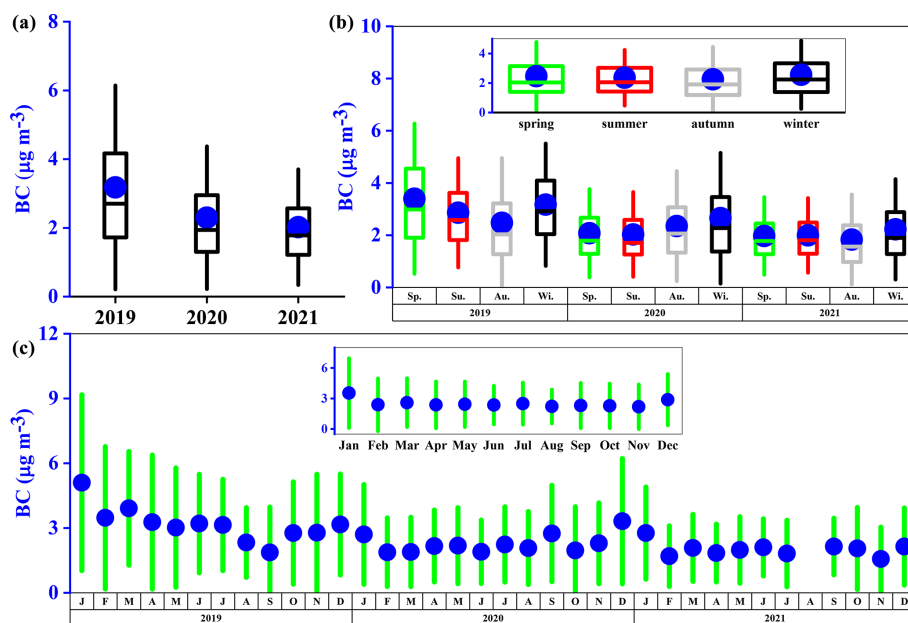 (a)
BC (μg m⁻³)
8
6
4
2
0
2019 2020 2021
(b)
BC (μg m⁻³)
10
8
6
4
2
0
4
2
0
spring summer autumn winter
Sp. Su. Au. Wi. Sp. Su. Au. Wi. Sp. Su. Au. Wi.
2019 2020 2021
(c)
BC (μg m⁻³)
12
9
6
3
0
6
3
0
Jan Feb Mar Apr May Jun Jul Aug Sep Oct Nov Dec
J F M A M J J A S O N D J F M A M J J A S O N D J F M A M J J A S O N D
2019 2020 2021